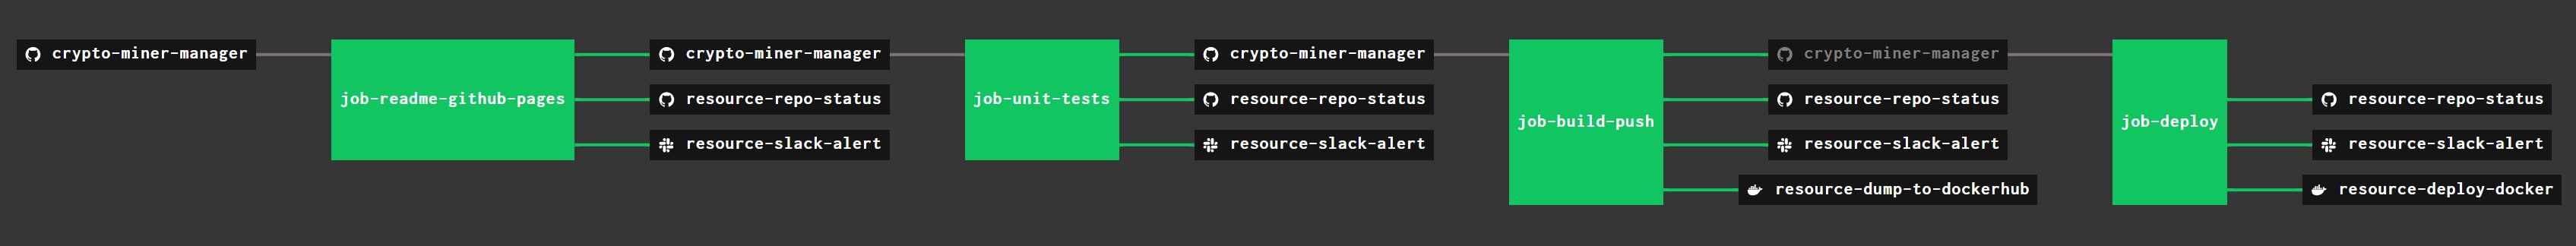 crypto-miner-manager
job-readme-github-pages
crypto-miner-manager
resource-repo-status
resource-slack-alert
job-unit-tests
crypto-miner-manager
resource-repo-status
resource-slack-alert
job-build-push
crypto-miner-manager
resource-repo-status
resource-slack-alert
resource-dump-to-dockerhub
job-deploy
resource-repo-status
resource-slack-alert
resource-deploy-docker